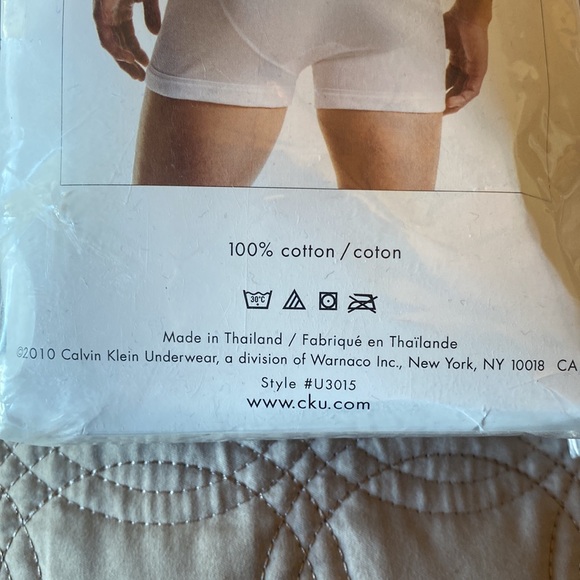 100% cotton / coton
30°C
Made in Thailand / Fabriqué en Thaïlande
©2010 Calvin Klein Underwear, a division of Warnaco Inc., New York, NY 10018 CA
Style #U3015
www.cku.com